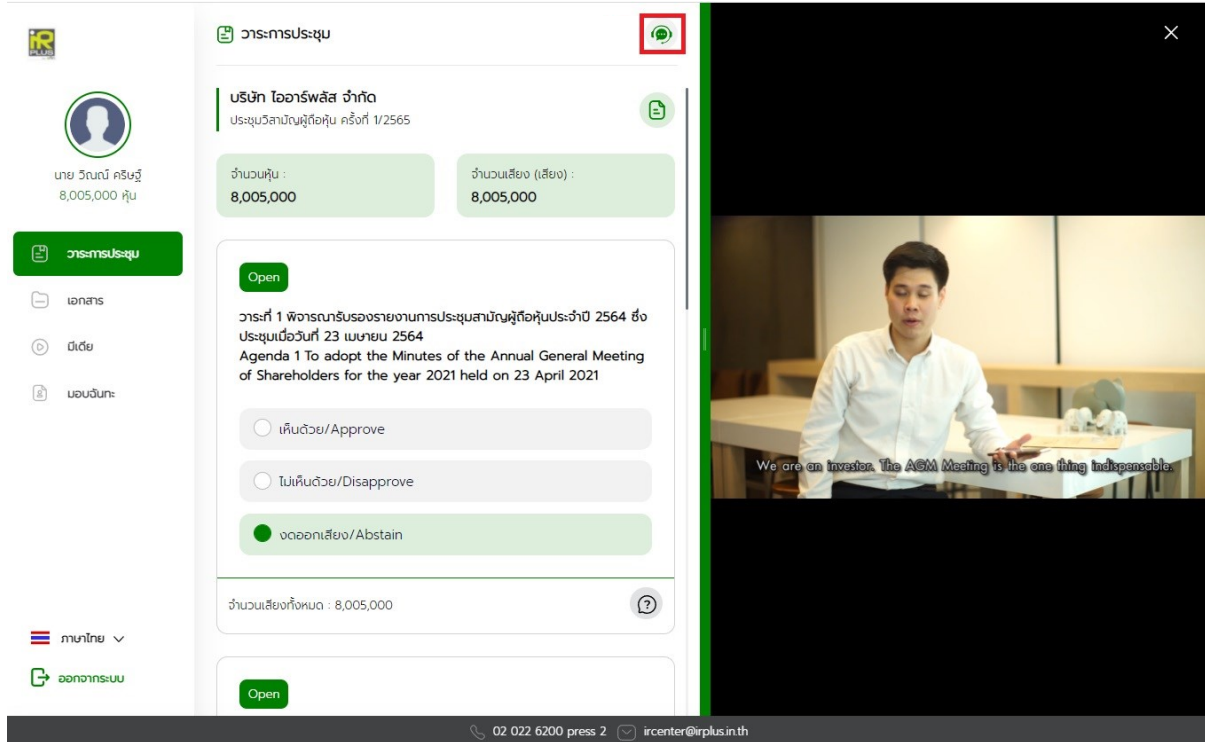 iR
PLUS
นาย วิณณ์ คริษฐ์
8,005,000 หุ้น
วาระการประชุม
เอกสาร
มีเดีย
มอบฉันทะ
ภาษาไทย
ออกจากระบบ
วาระการประชุม
บริษัท ไออาร์พลัส จำกัด
ประชุมวิสามัญผู้ถือหุ้น ครั้งที่ 1/2565
จำนวนหุ้น :
8,005,000
จำนวนเสียง (เสียง) :
8,005,000
Open
วาระที่ 1 พิจารณารับรองรายงานการประชุมสามัญผู้ถือหุ้นประจำปี 2564 ซึ่ง
ประชุมเมื่อวันที่ 23 เมษายน 2564
Agenda 1 To adopt the Minutes of the Annual General Meeting
of Shareholders for the year 2021 held on 23 April 2021
เห็นด้วย/Approve
ไม่เห็นด้วย/Disapprove
งดออกเสียง/Abstain
จำนวนเสียงทั้งหมด : 8,005,000
Open
We are an investor. The AGM Meeting is the one thing indispensable.
02 022 6200 press 2 ircenter@irplus.in.th